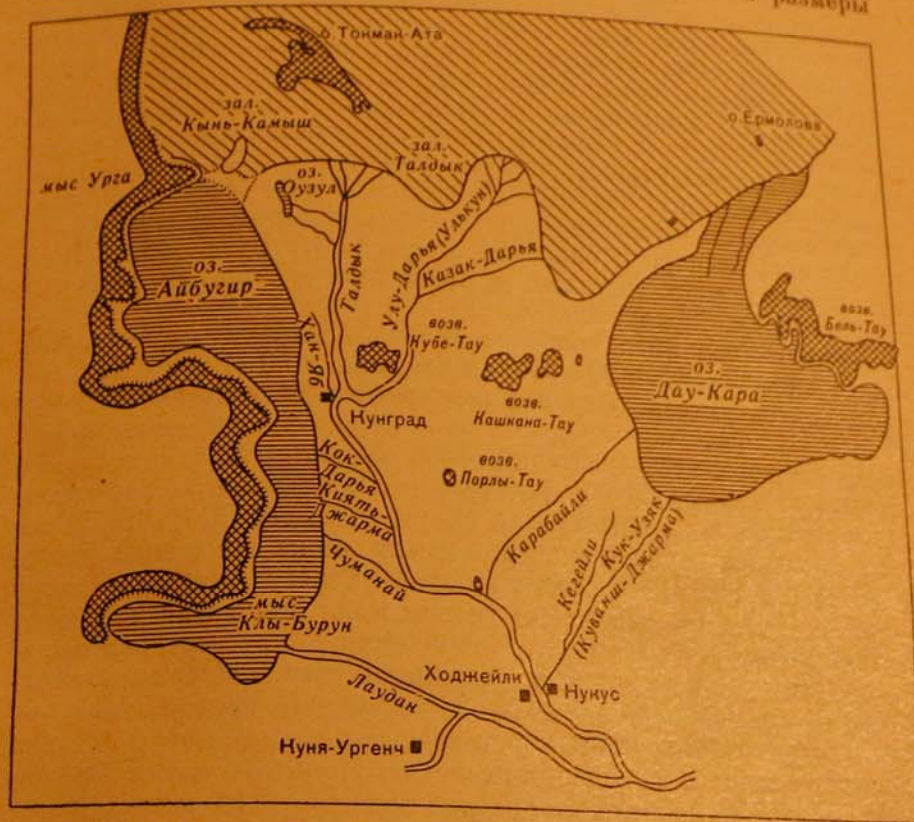 размеры
о. Токмак-Ата
зал.
Кынь-Камыш
о. Ермолова
зал.
Талдык
мыс Урга
оз.
Оузул
оз.
Айбугир
Талдык
Улу-Дарья (Улькун)
Казак-Дарья
возв.
Бель-Тау
возв.
Кубе-Тау
оз.
Дау-Кара
возв.
Кашкана-Тау
Кунград
возв.
Порлы-Тау
Кок-
Дарья
Киять-
Джарма
Карабайли
Кегейли
Кук-Узяк
(Куванш-Джарма)
Чуманай
мыс
Клы-Бурун
Ходжейли
Нукус
Лаудан
Куня-Ургенч